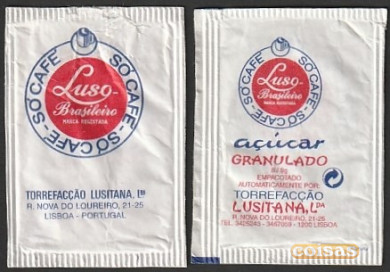 SÓ CAFÉ - SÓ CAFÉ - SÓ CAFÉ
Luso-
Brasileiro
MARCA REGISTADA
TORREFACÇÃO LUSITANA, Lda
R. NOVA DO LOUREIRO, 21-25
LISBOA - PORTUGAL
SÓ CAFÉ - SÓ CAFÉ - SÓ CAFÉ
Luso-
Brasileiro
MARCA REGISTADA
açúcar
GRANULADO
EMPACOTADO
AUTOMATICAMENTE POR:
TORREFACÇÃO
LUSITANA, LDA
R. NOVA DO LOUREIRO, 21-25
LISBOA
coisas